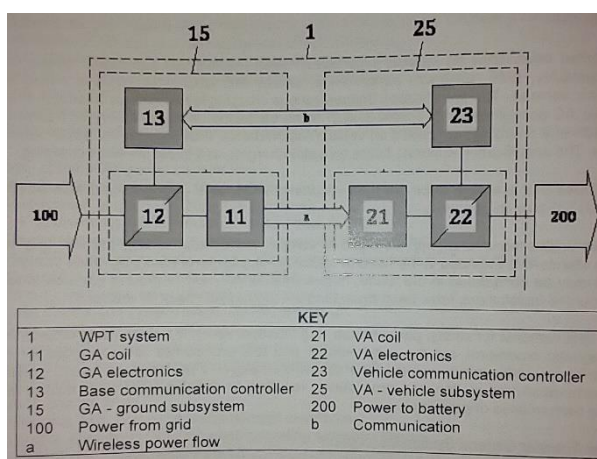 15 1 25
13 b 23
100 12 11 a 21 22 200
KEY
1 WPT system 21 VA coil
11 GA coil 22 VA electronics
12 GA electronics 23 Vehicle communication controller
13 Base communication controller 25 VA - vehicle subsystem
15 GA - ground subsystem 200 Power to battery
100 Power from grid b Communication
a Wireless power flow